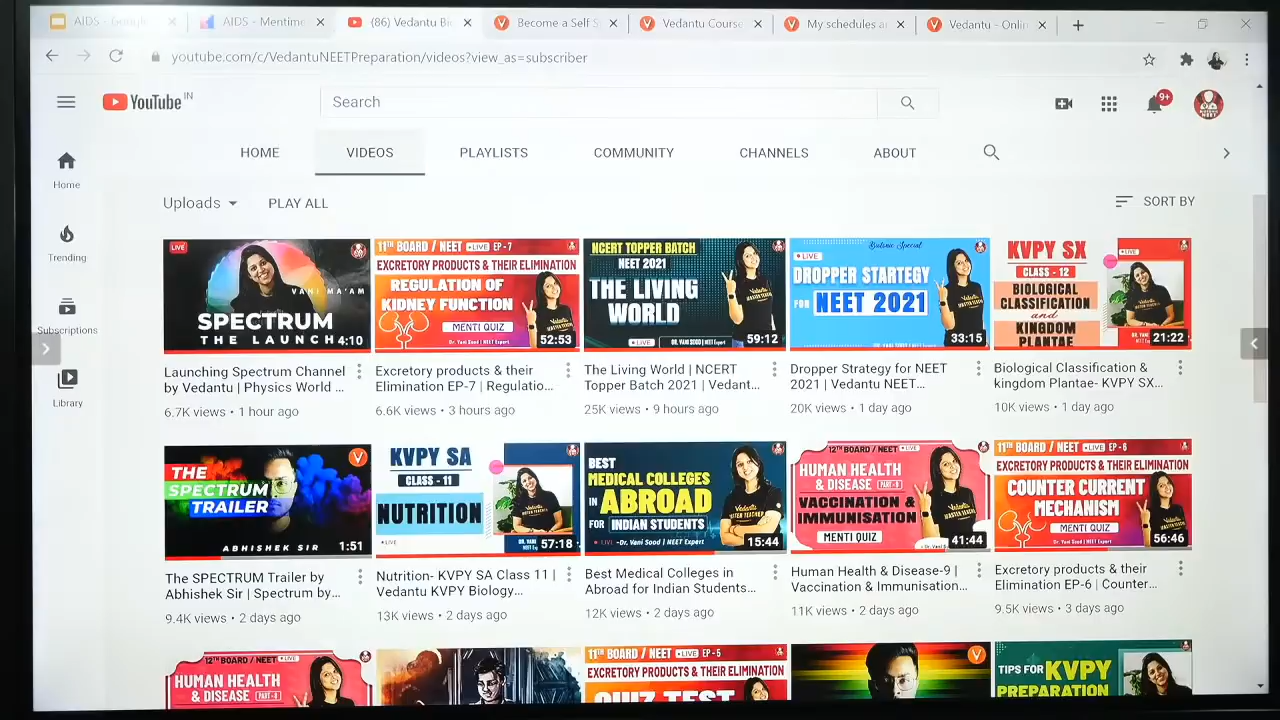 AIDS - Google
AIDS - Mentime
(86) Vedantu Bi
Become a Self S
Vedantu Course
My schedules a
Vedantu - Onli
youtube.com/c/VedantuNEETPreparation/videos?view_as=subscriber
YouTube IN
Search
9+
HOME
VIDEOS
PLAYLISTS
COMMUNITY
CHANNELS
ABOUT
Home
Trending
Subscriptions
Library
Uploads
PLAY ALL
SORT BY
LIVE
VANI MA'AM
SPECTRUM
THE LAUNCH
4:10
Launching Spectrum Channel
by Vedantu | Physics World ...
6.7K views • 1 hour ago
11TH BOARD / NEET LIVE EP-7
EXCRETORY PRODUCTS & THEIR ELIMINATION
REGULATION OF
KIDNEY FUNCTION
MENTI QUIZ
Dr. Vani Sood | NEET Expert
52:53
Excretory products & their
Elimination EP-7 | Regulatio...
6.6K views • 3 hours ago
NCERT TOPPER BATCH
NEET 2021
THE LIVING
WORLD
LIVE
DR. VANI SOOD | NEET Expert
59:12
The Living World | NCERT
Topper Batch 2021 | Vedant...
25K views • 9 hours ago
LIVE
DROPPER STARTEGY
FOR NEET 2021
33:15
Dropper Strategy for NEET
2021 | Vedantu NEET...
20K views • 1 day ago
KVPY SX
LIVE
CLASS - 12
BIOLOGICAL
CLASSIFICATION
and
KINGDOM
PLANTAE
21:22
Biological Classification &
kingdom Plantae- KVPY SX...
10K views • 1 day ago
THE
SPECTRUM
TRAILER
ABHISHEK SIR
1:51
The SPECTRUM Trailer by
Abhishek Sir | Spectrum by...
9.4K views • 2 days ago
KVPY SA
CLASS - 11
NUTRITION
LIVE
57:18
Nutrition- KVPY SA Class 11 |
Vedantu KVPY Biology...
13K views • 2 days ago
BEST
MEDICAL COLLEGES
IN ABROAD
FOR INDIAN STUDENTS
LIVE -Dr. Vani Sood | NEET Expert
15:44
Best Medical Colleges in
Abroad for Indian Students...
12K views • 2 days ago
12TH BOARD / NEET LIVE
HUMAN HEALTH
& DISEASE PART-9
VACCINATION &
IMMUNISATION
MENTI QUIZ
41:44
Human Health & Disease-9 |
Vaccination & Immunisation...
11K views • 2 days ago
11TH BOARD / NEET LIVE EP-6
EXCRETORY PRODUCTS & THEIR ELIMINATION
COUNTER CURRENT
MECHANISM
MENTI QUIZ
Dr. Vani Sood | NEET Expert
56:46
Excretory products & their
Elimination EP-6 | Counter...
9.5K views • 3 days ago
12TH BOARD / NEET LIVE
HUMAN HEALTH
& DISEASE
11TH BOARD / NEET LIVE EP-5
EXCRETORY PRODUCTS & THEIR ELIMINATION
QUIZ TEST
TIPS FOR KVPY
PREPARATION